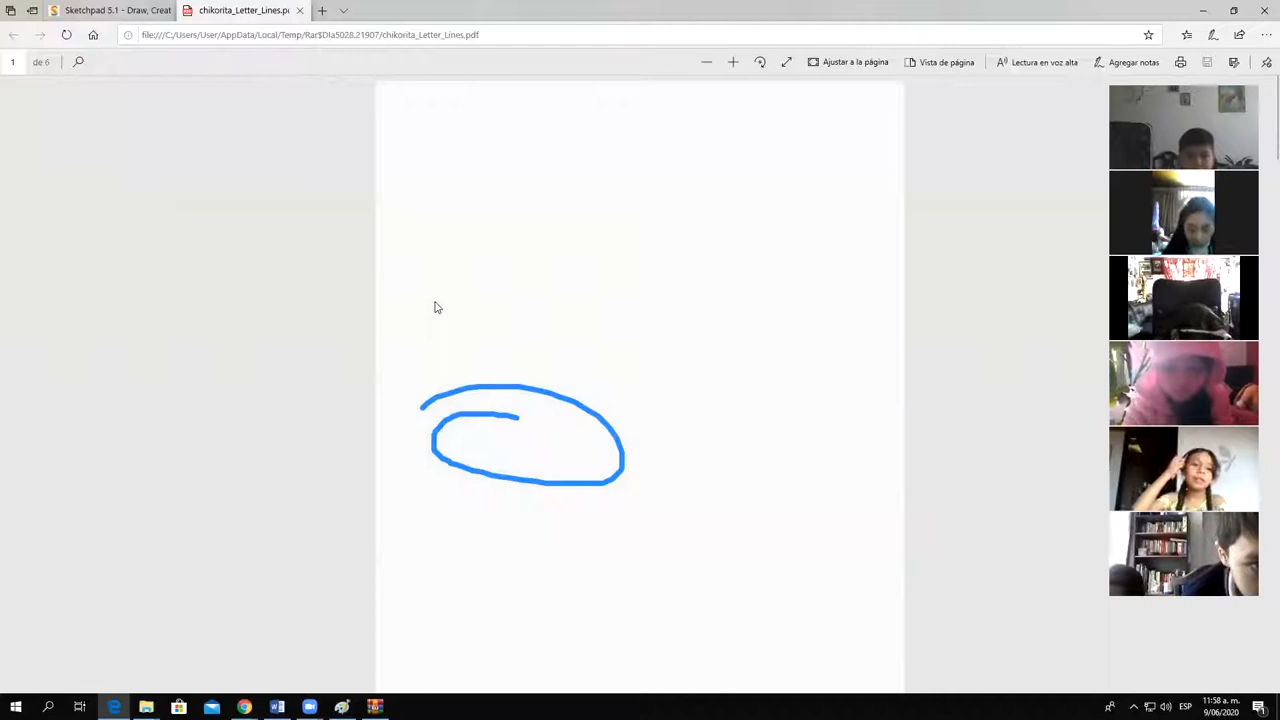 Sketchpad 5.1 - Draw, Creat
chikorita_Letter_Lines.pd
file:///C:/Users/User/AppData/Local/Temp/Rar$DIa5028.21907/chikorita_Letter_Lines.pdf
1 de 6
Ajustar a la página
Vista de página
Lectura en voz alta
Agregar notas
ESP
11:58 a. m.
9/06/2020